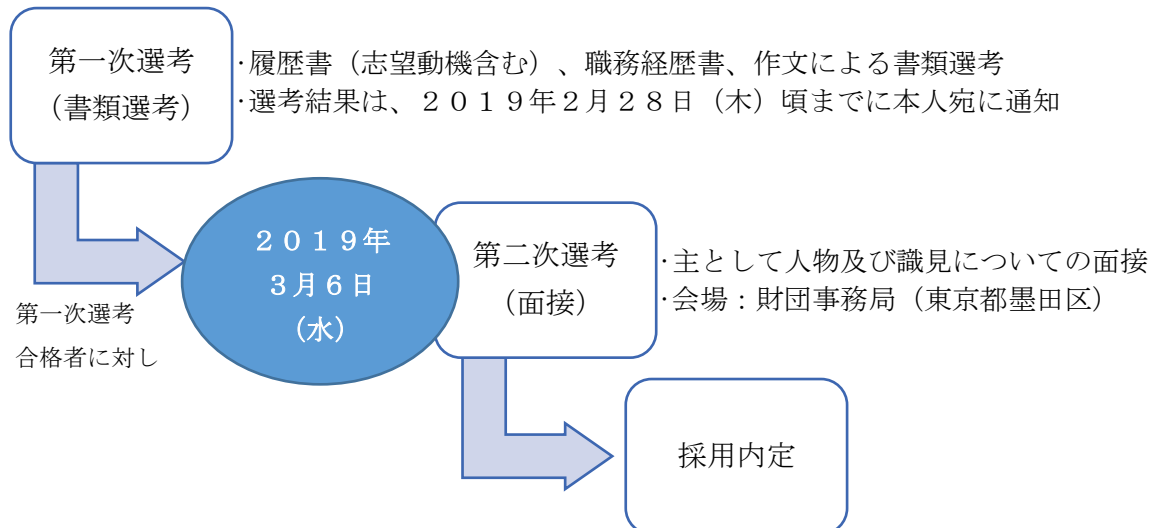 第一次選考
（書類選考）
·履歴書（志望動機含む）、職務経歴書、作文による書類選考
·選考結果は、２０１９年２月２８日（木）頃までに本人宛に通知
第一次選考
合格者に対し
２０１９年
３月６日
（水）
第二次選考
（面接）
·主として人物及び識見についての面接
·会場：財団事務局（東京都墨田区）
採用内定